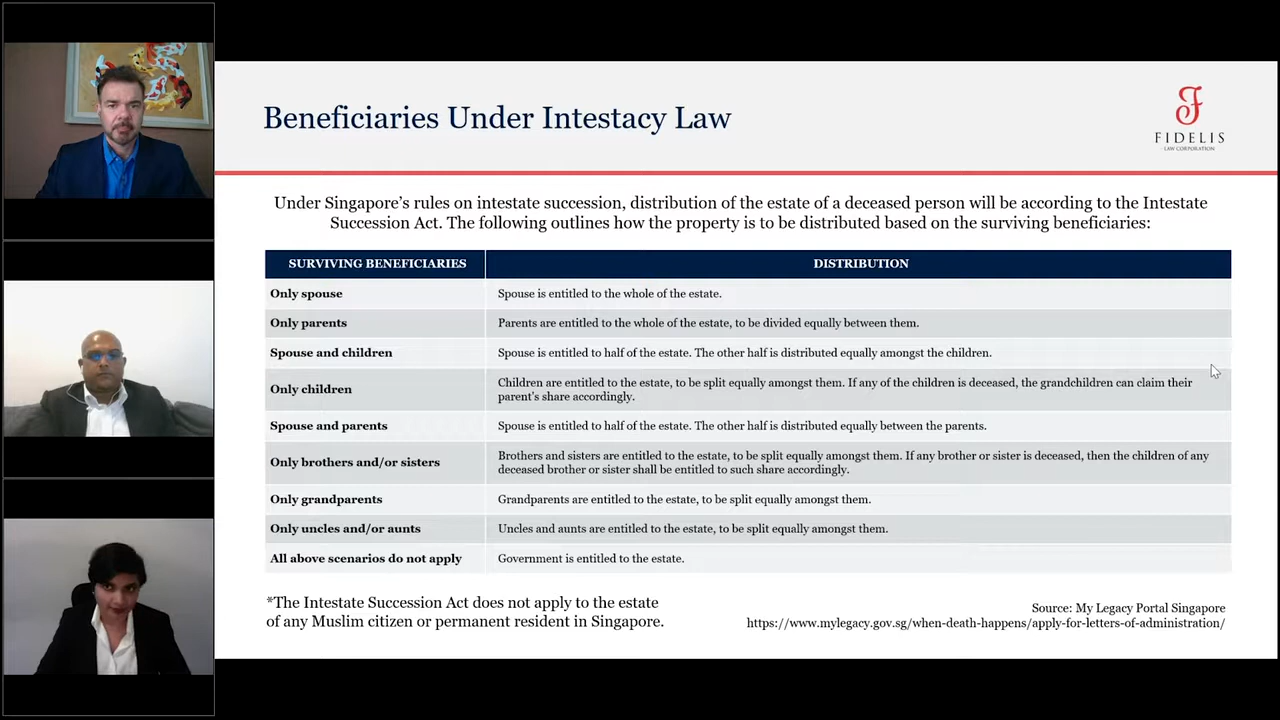 Beneficiaries Under Intestacy Law
FIDELIS
LAW CORPORATION
Under Singapore's rules on intestate succession, distribution of the estate of a deceased person will be according to the Intestate
Succession Act. The following outlines how the property is to be distributed based on the surviving beneficiaries:
SURVIVING BENEFICIARIES DISTRIBUTION
Only spouse Spouse is entitled to the whole of the estate.
Only parents Parents are entitled to the whole of the estate, to be divided equally between them.
Spouse and children Spouse is entitled to half of the estate. The other half is distributed equally amongst the children.
Only children Children are entitled to the estate, to be split equally amongst them. If any of the children is deceased, the grandchildren can claim their
parent's share accordingly.
Spouse and parents Spouse is entitled to half of the estate. The other half is distributed equally between the parents.
Only brothers and/or sisters Brothers and sisters are entitled to the estate, to be split equally amongst them. If any brother or sister is deceased, then the children of any
deceased brother or sister shall be entitled to such share accordingly.
Only grandparents Grandparents are entitled to the estate, to be split equally amongst them.
Only uncles and/or aunts Uncles and aunts are entitled to the estate, to be split equally amongst them.
All above scenarios do not apply Government is entitled to the estate.
*The Intestate Succession Act does not apply to the estate
of any Muslim citizen or permanent resident in Singapore.
Source: My Legacy Portal Singapore
https://www.mylegacy.gov.sg/when-death-happens/apply-for-letters-of-administration/